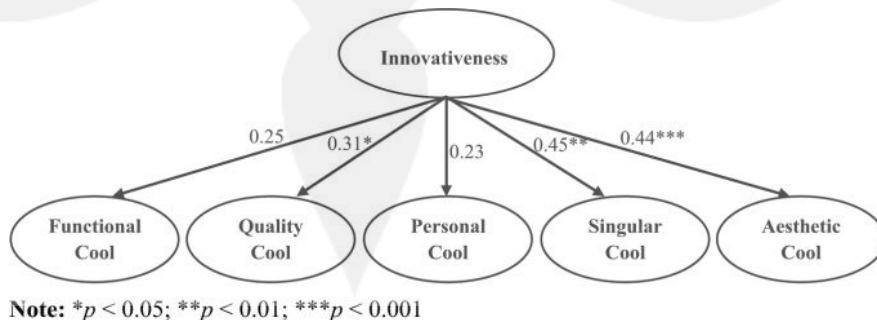 Innovativeness
0.25
0.31*
0.23
0.45**
0.44***
Functional
Cool
Quality
Cool
Personal
Cool
Singular
Cool
Aesthetic
Cool
Note: *p < 0.05; **p < 0.01; ***p < 0.001